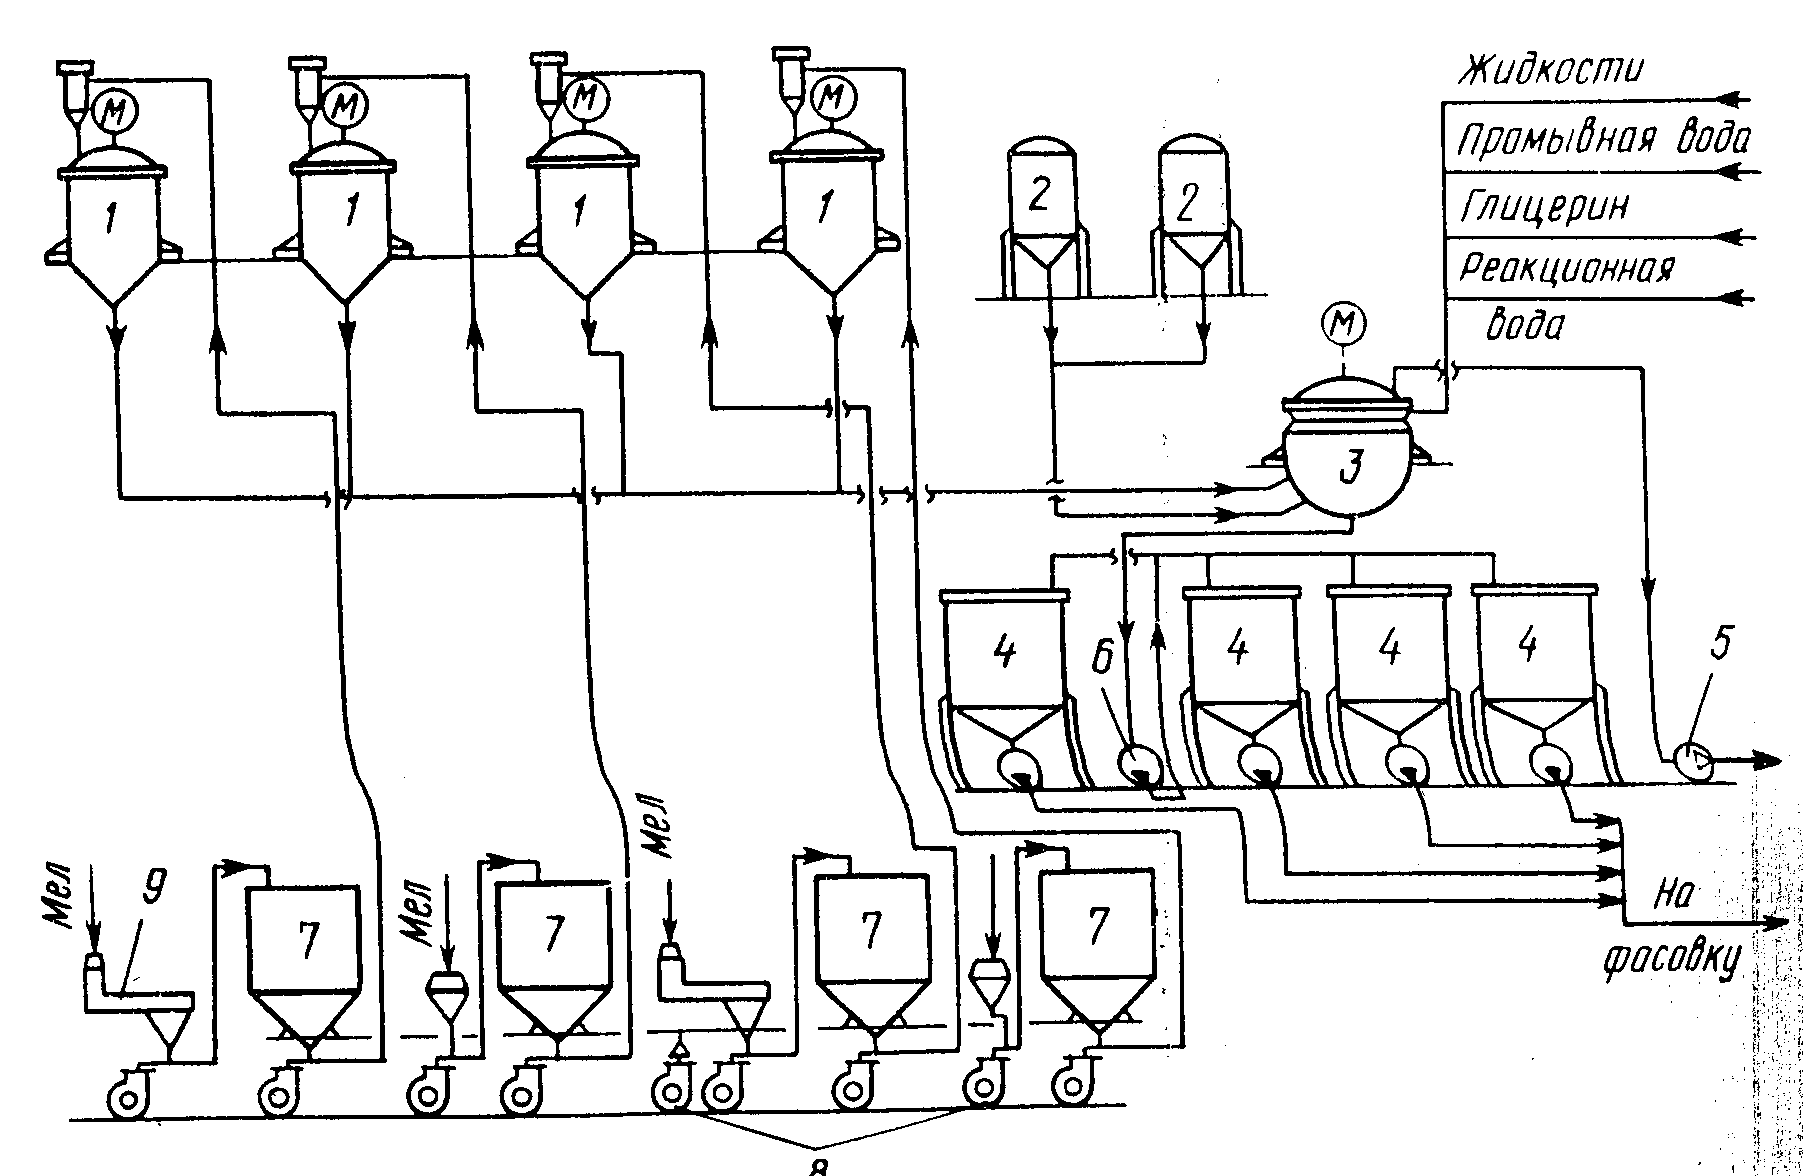 М
М
М
М
Жидкости
Промывная вода
Глицерин
Реакционная
вода
1
1
1
1
2
2
М
3
4
4
4
4
6
5
Мел
9
7
Мел
7
Мел
7
7
На
фасовку
8